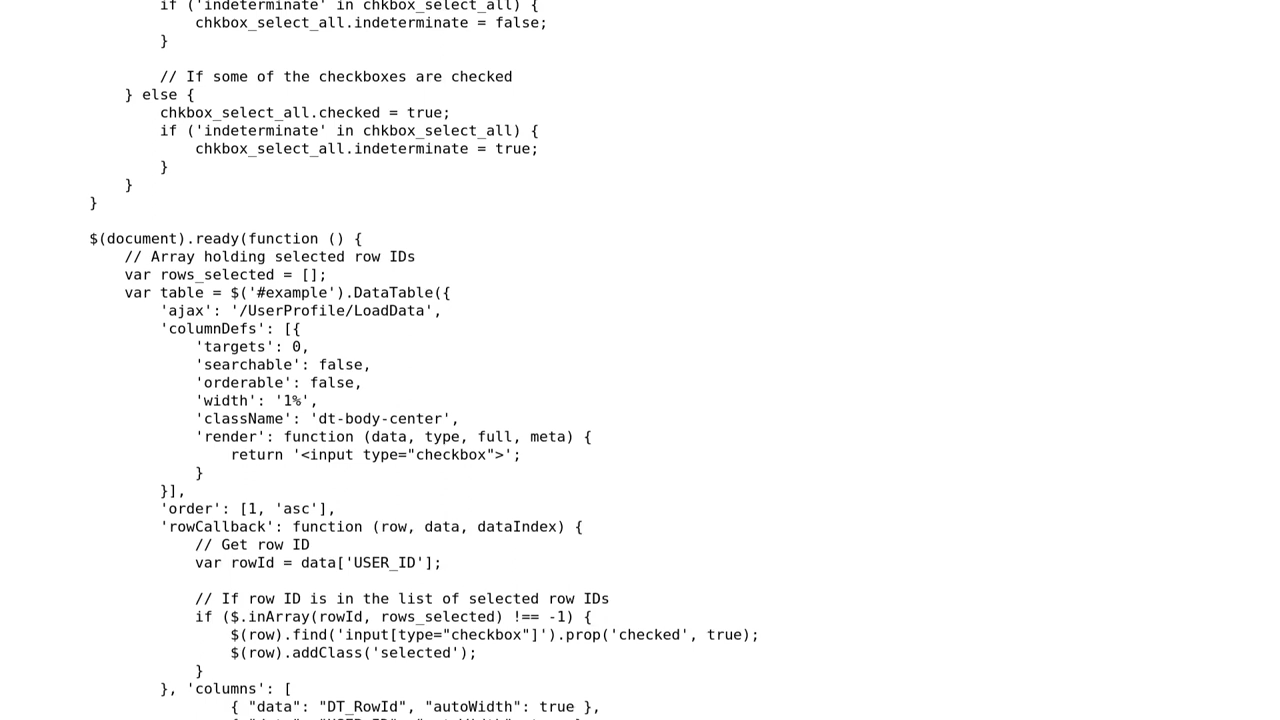 if ('indeterminate' in chkbox_select_all) {
chkbox_select_all.indeterminate = false;
}
// If some of the checkboxes are checked
} else {
chkbox_select_all.checked = true;
if ('indeterminate' in chkbox_select_all) {
chkbox_select_all.indeterminate = true;
}
}
}
$(document).ready(function () {
// Array holding selected row IDs
var rows_selected = [];
var table = $('#example').DataTable({
'ajax': '/UserProfile/LoadData',
'columnDefs': [{
'targets': 0,
'searchable': false,
'orderable': false,
'width': '1%',
'className': 'dt-body-center',
'render': function (data, type, full, meta) {
return '<input type="checkbox">';
}
}],
'order': [1, 'asc'],
'rowCallback': function (row, data, dataIndex) {
// Get row ID
var rowId = data['USER_ID'];
// If row ID is in the list of selected row IDs
if ($.inArray(rowId, rows_selected) !== -1) {
$(row).find('input[type="checkbox"]').prop('checked', true);
$(row).addClass('selected');
}
}, 'columns': [
{ "data": "DT_RowId", "autoWidth": true },